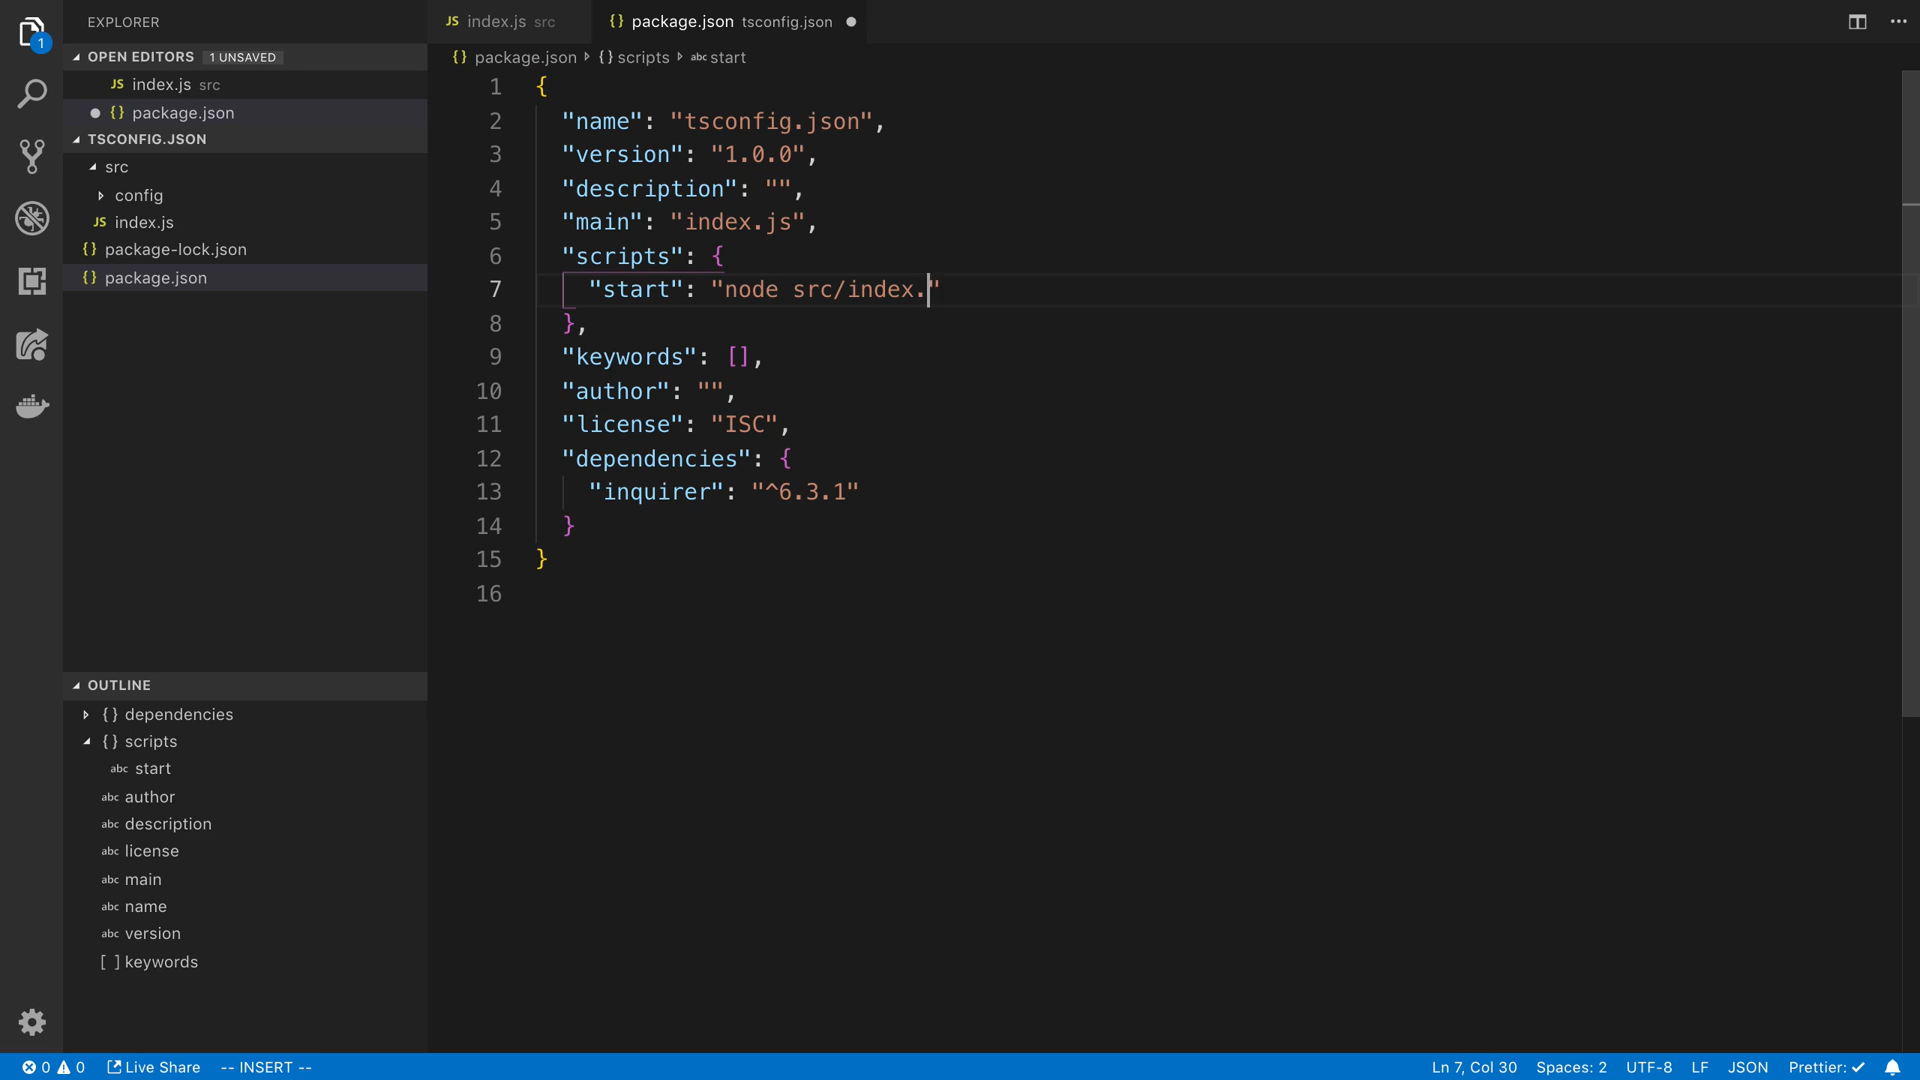 EXPLORER
1
OPEN EDITORS 1 UNSAVED
JS index.js src
{} package.json
TSCONFIG.JSON
src
config
JS index.js
{} package-lock.json
{} package.json
OUTLINE
{} dependencies
{} scripts
abc start
abc author
abc description
abc license
abc main
abc name
abc version
[ ] keywords
JS index.js src
{} package.json tsconfig.json
{} package.json {} scripts abc start
1 {
2 "name": "tsconfig.json",
3 "version": "1.0.0",
4 "description": "",
5 "main": "index.js",
6 "scripts": {
7 "start": "node src/index."
8 },
9 "keywords": [],
10 "author": "",
11 "license": "ISC",
12 "dependencies": {
13 "inquirer": "^6.3.1"
14 }
15 }
16
0 0 Live Share -- INSERT -- Ln 7, Col 30 Spaces: 2 UTF-8 LF JSON Prettier: ✓